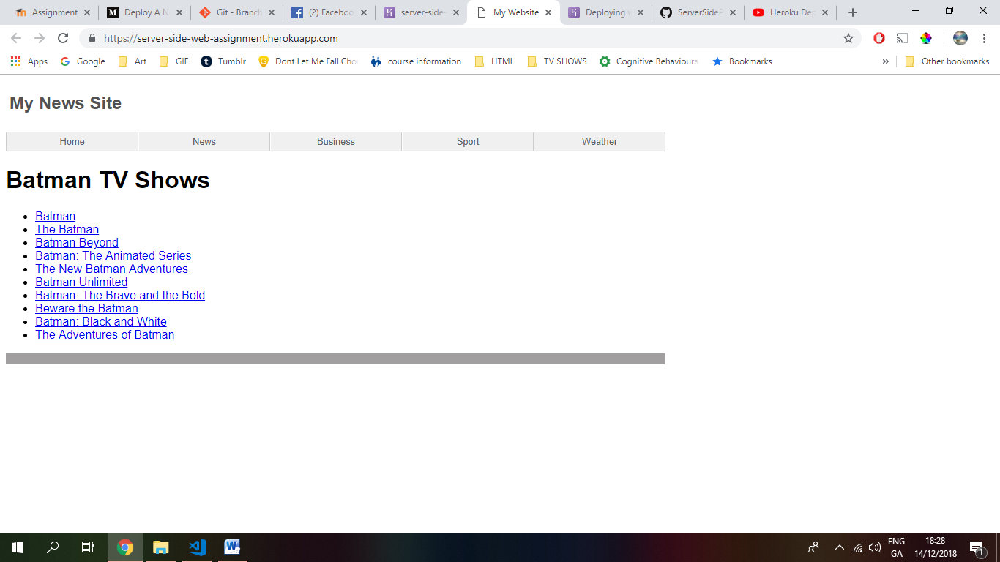 Assignment
Deploy A N
Git - Branch
(2) Faceboo
server-side-
My Website
Deploying
ServerSideP
Heroku Dep
https://server-side-web-assignment.herokuapp.com
Apps Google Art GIF Tumblr Dont Let Me Fall Cho course information HTML TV SHOWS Cognitive Behavioura Bookmarks » Other bookmarks
My News Site
Home News Business Sport Weather
Batman TV Shows
Batman
The Batman
Batman Beyond
Batman: The Animated Series
The New Batman Adventures
Batman Unlimited
Batman: The Brave and the Bold
Beware the Batman
Batman: Black and White
The Adventures of Batman
ENG 18:28
GA 14/12/2018 1